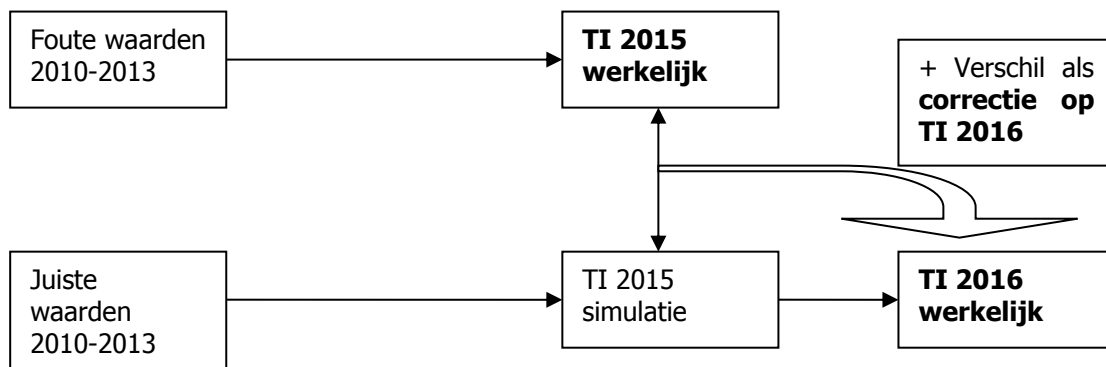 Foute waarden
2010-2013
TI 2015
werkelijk
+ Verschil als
correctie op
TI 2016
Juiste
waarden
2010-2013
TI 2015
simulatie
TI 2016
werkelijk